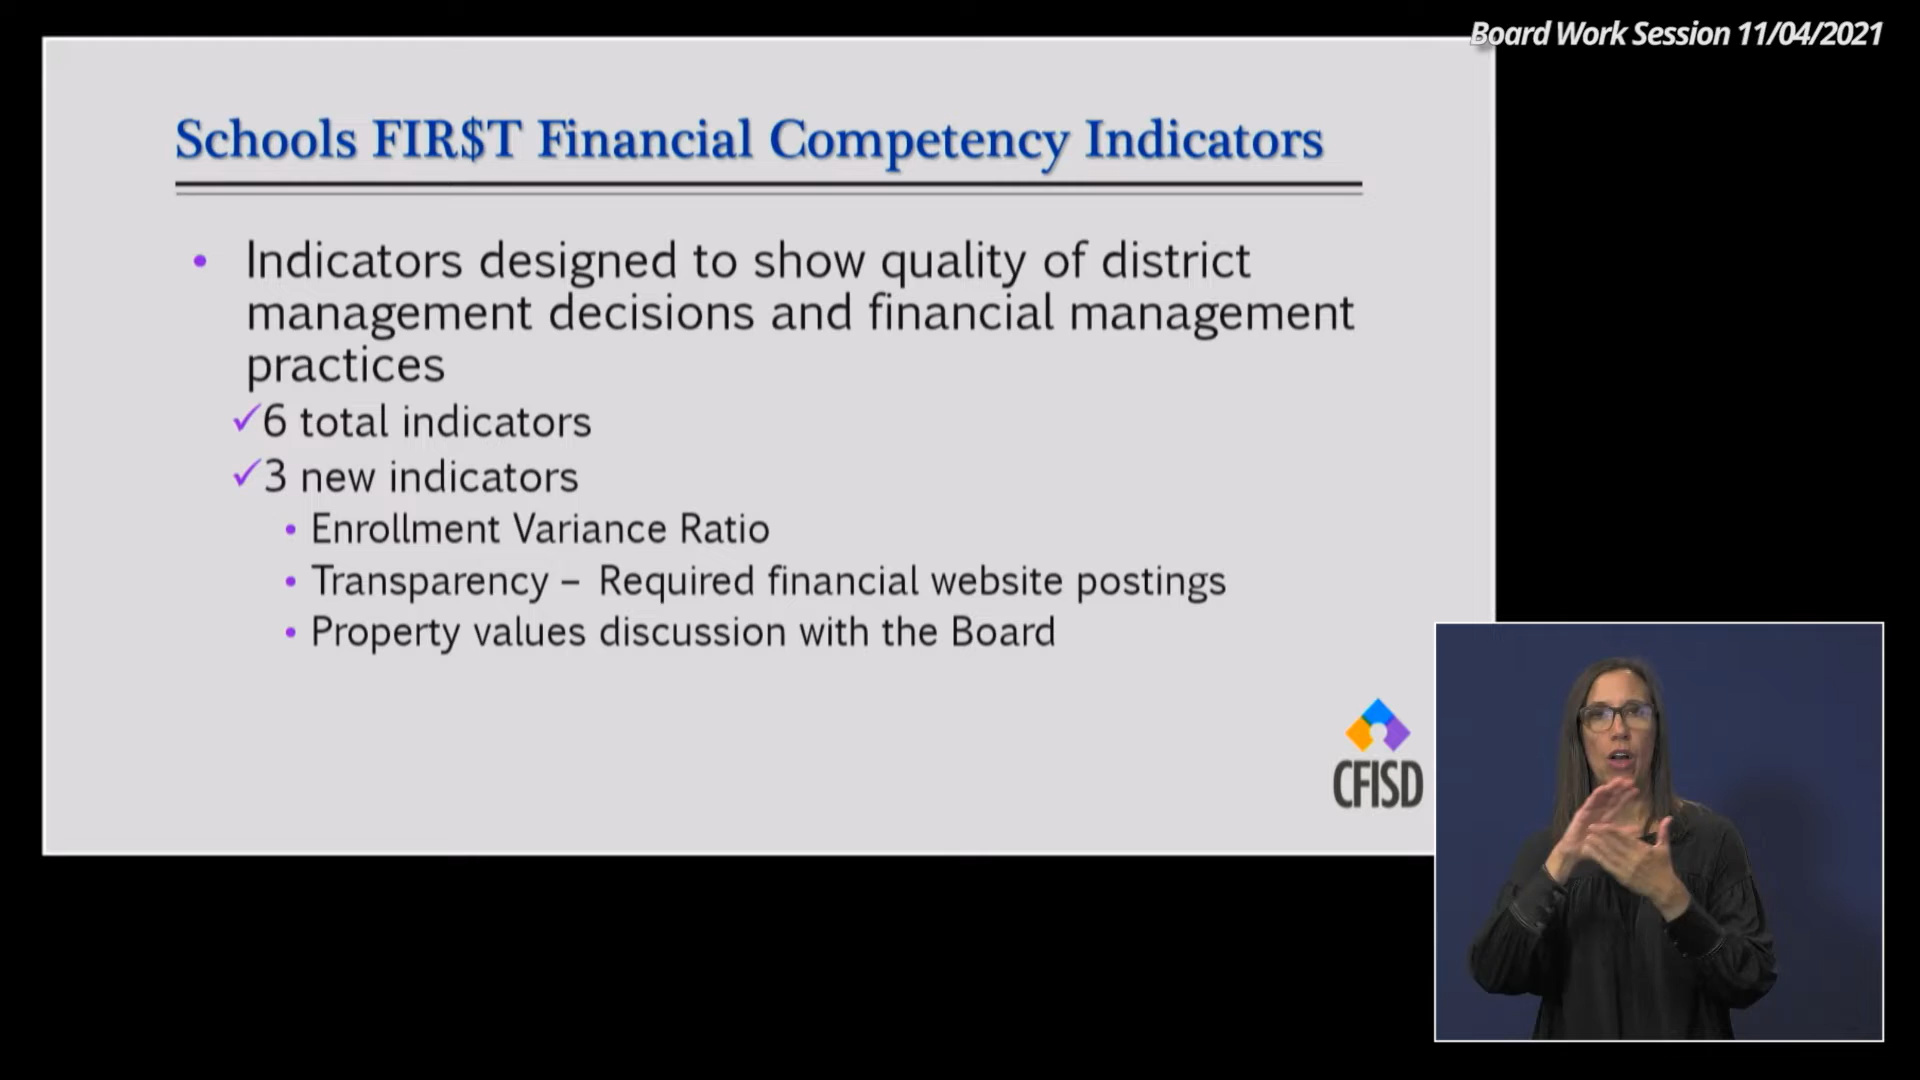 Board Work Session 11/04/2021
Schools FIR$T Financial Competency Indicators
• Indicators designed to show quality of district
management decisions and financial management
practices
✓6 total indicators
✓3 new indicators
• Enrollment Variance Ratio
• Transparency – Required financial website postings
• Property values discussion with the Board
CFISD